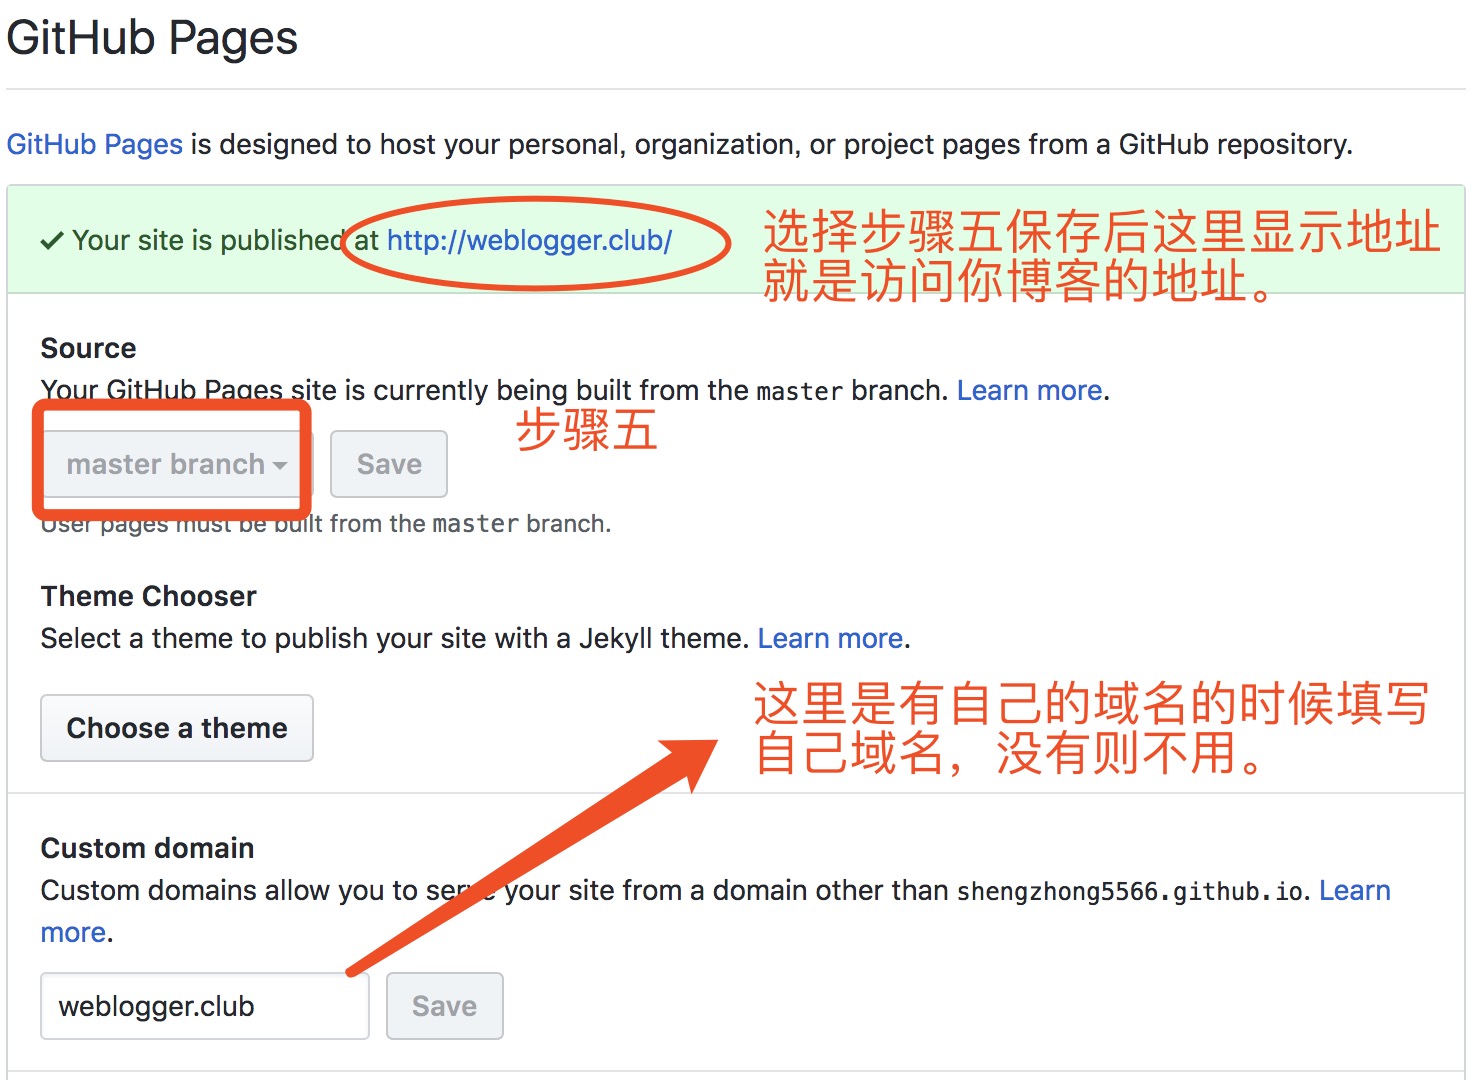 GitHub Pages
GitHub Pages is designed to host your personal, organization, or project pages from a GitHub repository.
Your site is published at http://weblogger.club/
选择步骤五保存后这里显示地址
就是访问你博客的地址。
Source
Your GitHub Pages site is currently being built from the master branch. Learn more.
步骤五
master branch
Save
User pages must be built from the master branch.
Theme Chooser
Select a theme to publish your site with a Jekyll theme. Learn more.
Choose a theme
这里是有自己的域名的时候填写
自己域名，没有则不用。
Custom domain
Custom domains allow you to serve your site from a domain other than shengzhong5566.github.io. Learn
more.
weblogger.club
Save